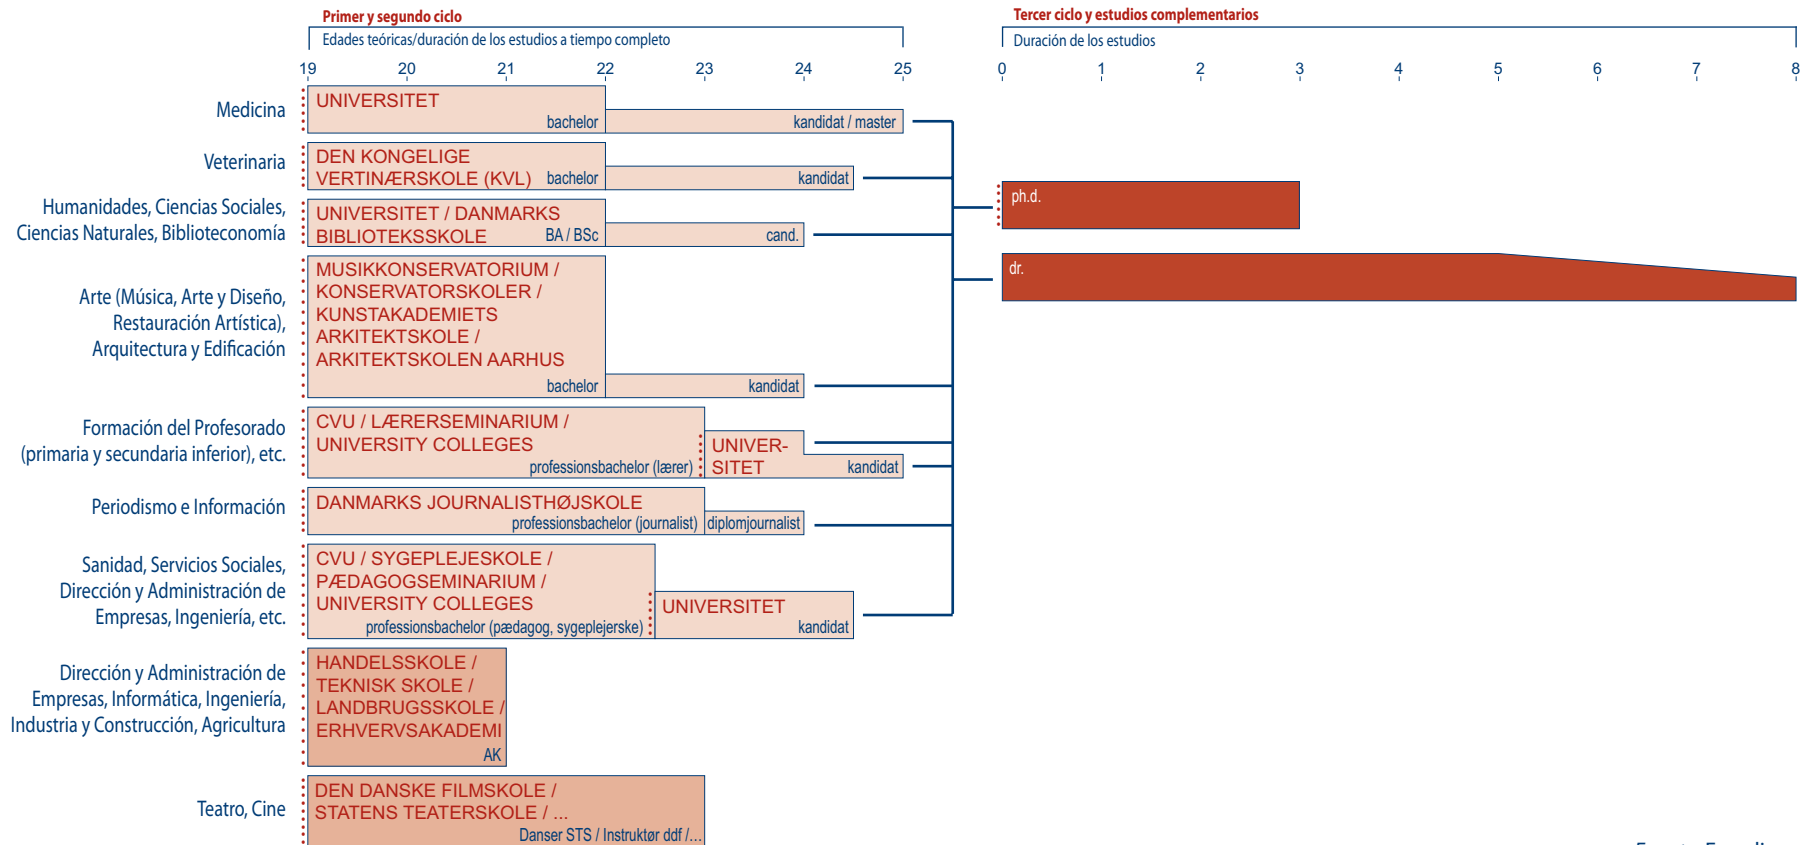 Primer y segundo ciclo
Edades teóricas/duración de los estudios a tiempo completo
19 20 21 22 23 24 25
Tercer ciclo y estudios complementarios
Duración de los estudios
0 1 2 3 4 5 6 7 8
Medicina
UNIVERSITET
bachelor
kandidat / master
Veterinaria
DEN KONGELIGE
VERTINÆRSKOLE (KVL)
bachelor
kandidat
Humanidades, Ciencias Sociales,
Ciencias Naturales, Biblioteconomía
UNIVERSITET / DANMARKS
BIBLIOTEKSSKOLE
BA / BSc
cand.
ph.d.
dr.
Arte (Música, Arte y Diseño,
Restauración Artística),
Arquitectura y Edificación
MUSIKKONSERVATORIUM /
KONSERVATORSKOLER /
KUNSTAKADEMIETS
ARKITEKTSKOLE /
ARKITEKTSKOLEN AARHUS
bachelor
kandidat
Formación del Profesorado
(primaria y secundaria inferior), etc.
CVU / LÆRERSEMINARIUM /
UNIVERSITY COLLEGES
professionsbachelor (lærer)
UNIVER-
SITET
kandidat
Periodismo e Información
DANMARKS JOURNALISTHØJSKOLE
professionsbachelor (journalist)
diplomjournalist
Sanidad, Servicios Sociales,
Dirección y Administración de
Empresas, Ingeniería, etc.
CVU / SYGEPLEJESKOLE /
PÆDAGOGSEMINARIUM /
UNIVERSITY COLLEGES
professionsbachelor (pædagog, sygeplejerske)
UNIVERSITET
kandidat
Dirección y Administración de
Empresas, Informática, Ingeniería,
Industria y Construcción, Agricultura
HANDELSSKOLE /
TEKNISK SKOLE /
LANDBRUGSSKOLE /
ERHVERVSAKADEMI
AK
Teatro, Cine
DEN DANSKE FILMSKOLE /
STATENS TEATERSKOLE / ...
Danser STS / Instruktør ddf /...